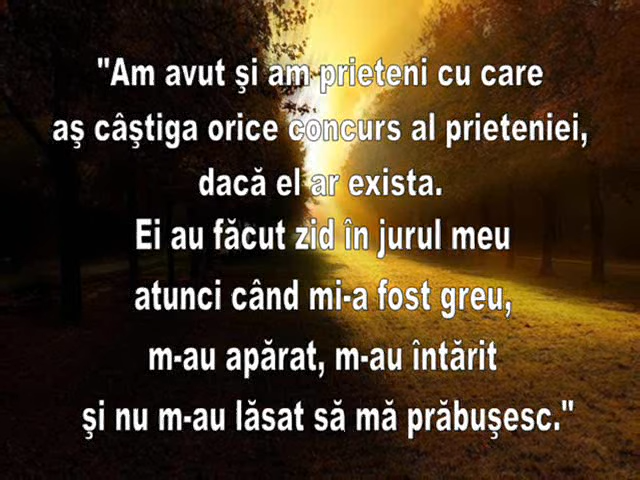 "Am avut şi am prieteni cu care
aş câştiga orice concurs al prieteniei,
dacă el ar exista.
Ei au făcut zid în jurul meu
atunci când mi-a fost greu,
m-au apărat, m-au întărit
şi nu m-au lăsat să mă prăbuşesc."